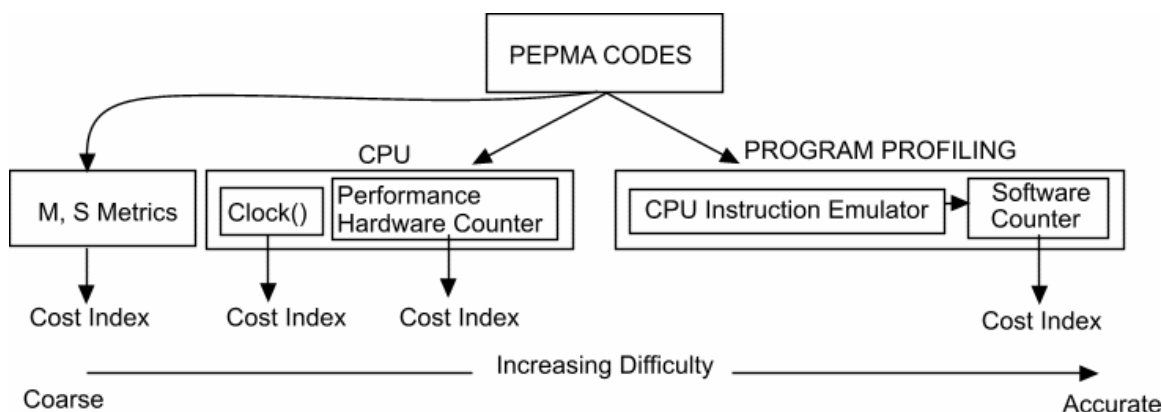 PEPMA CODES
CPU
PROGRAM PROFILING
M, S Metrics
Clock()
Performance
Hardware Counter
CPU Instruction Emulator
Software
Counter
Cost Index
Cost Index
Cost Index
Cost Index
Increasing Difficulty
Coarse
Accurate